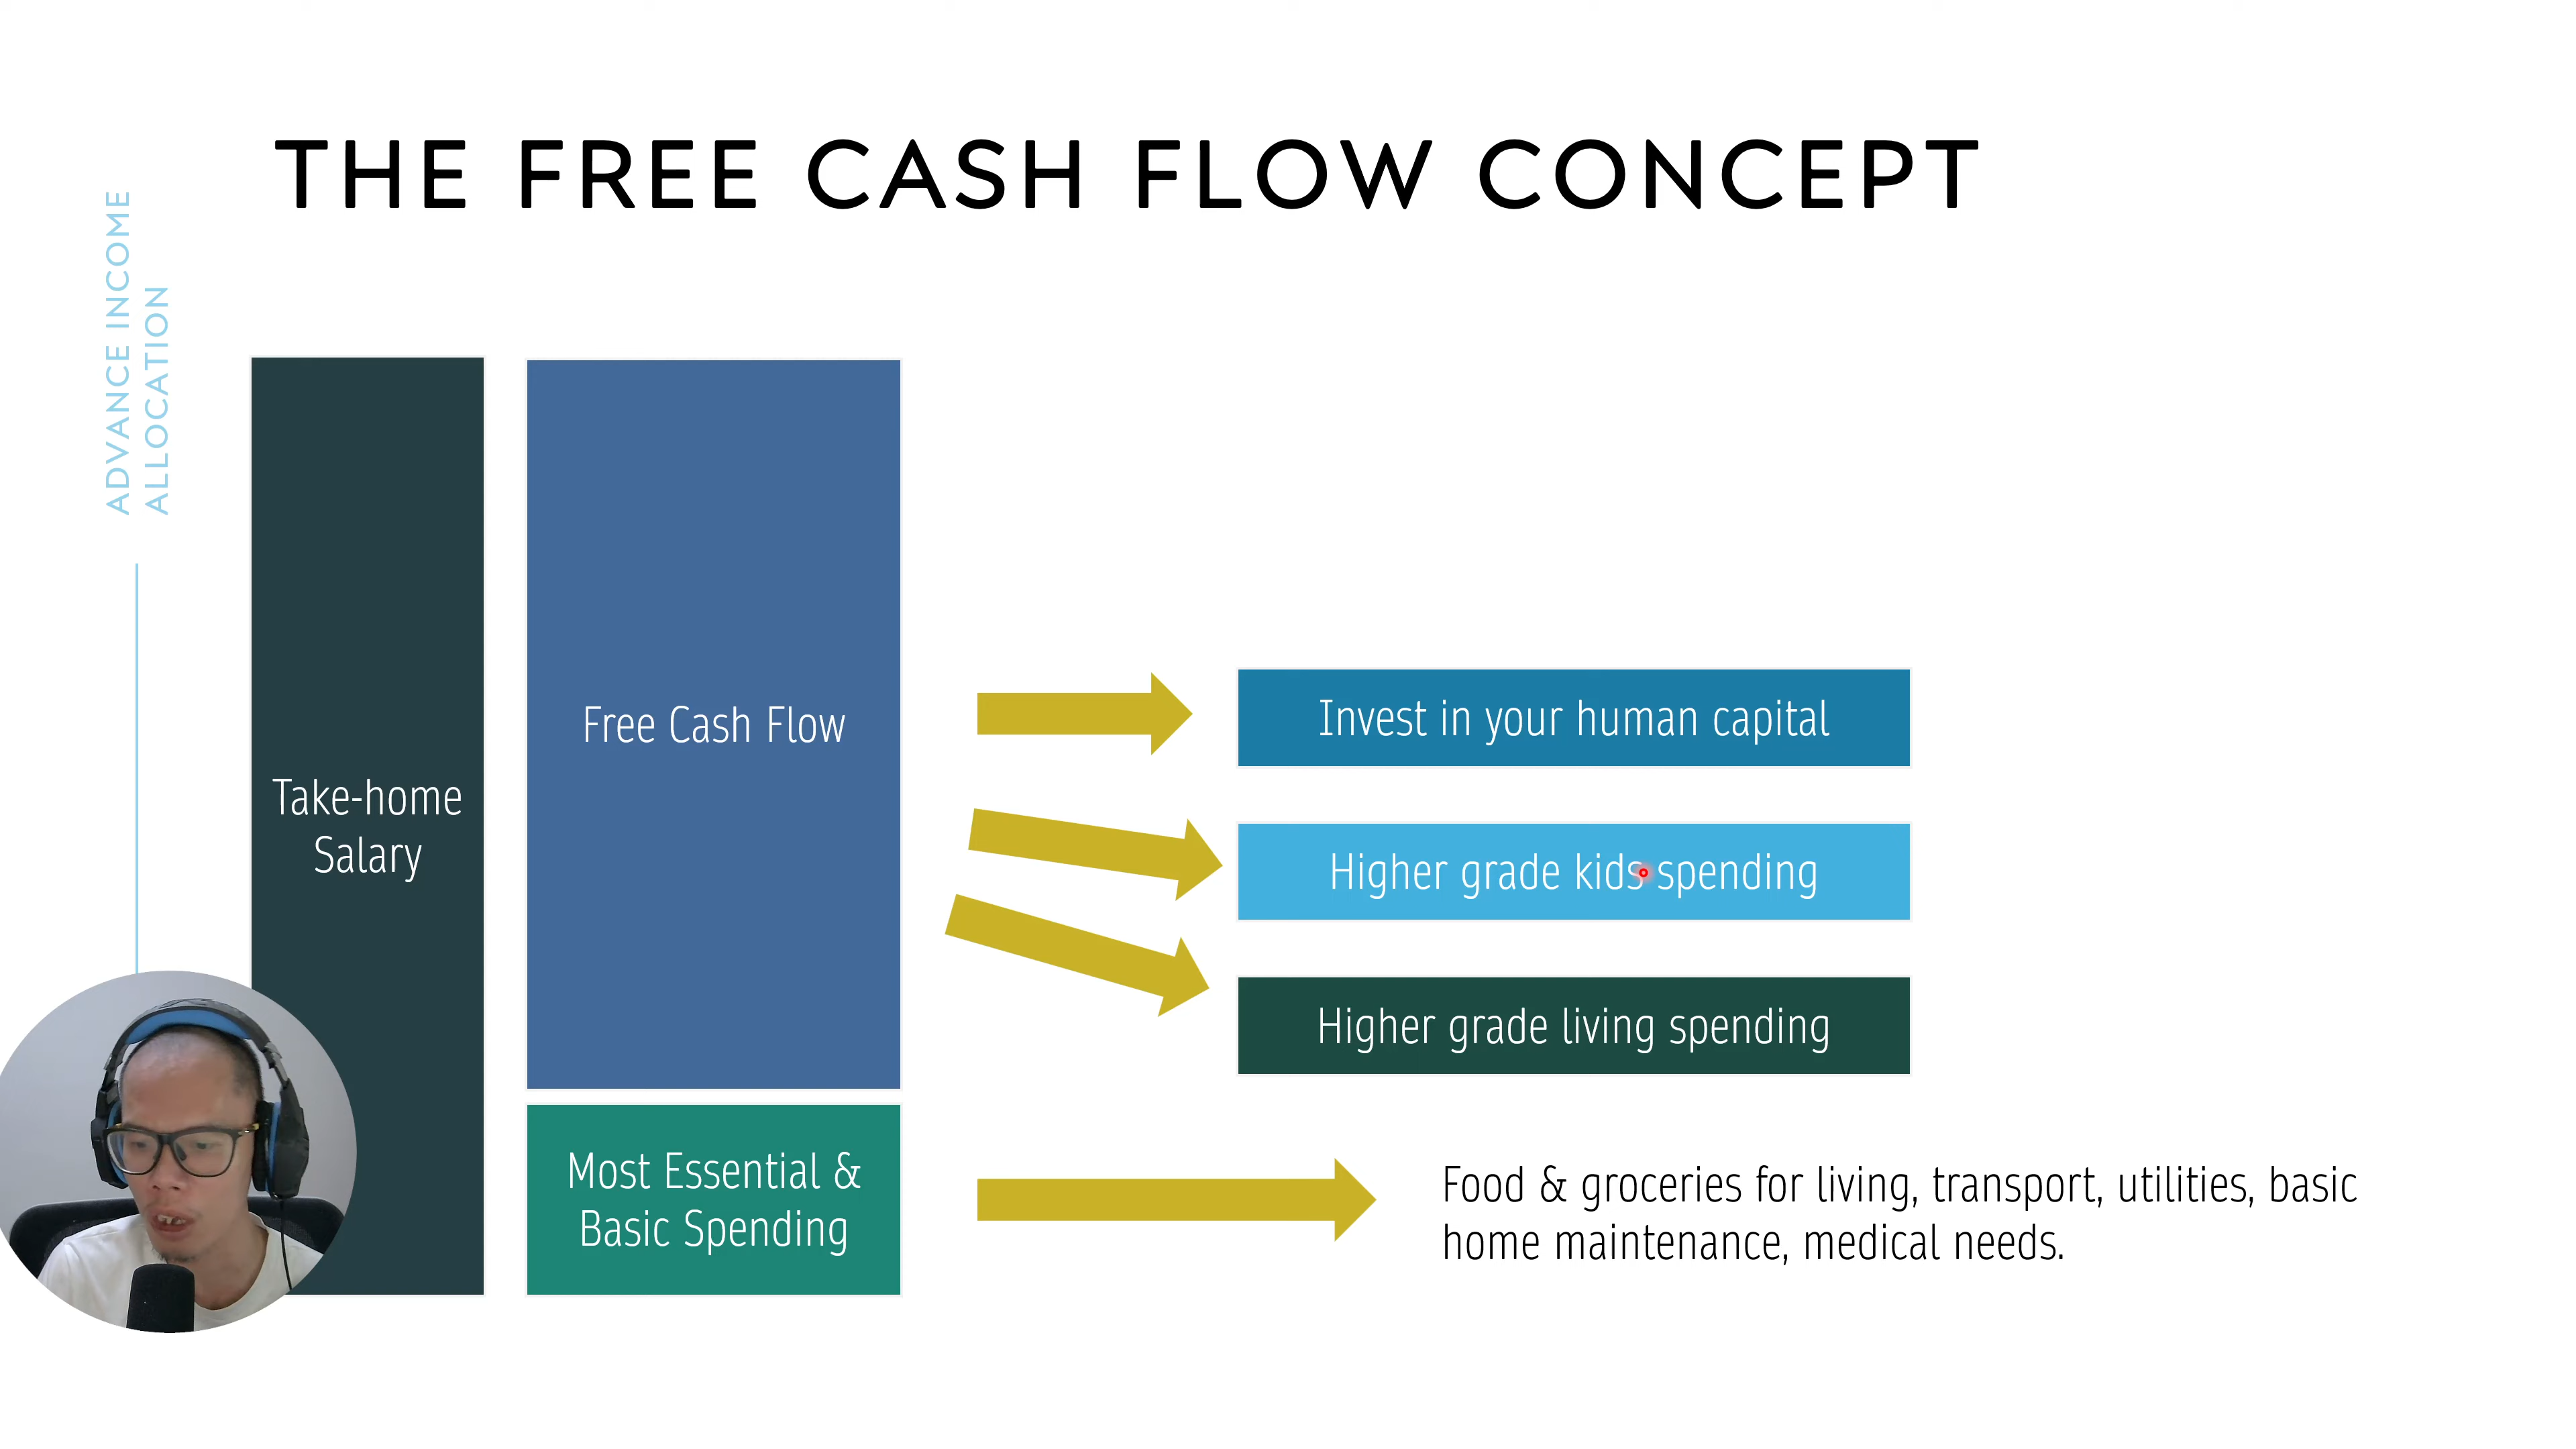 THE FREE CASH FLOW CONCEPT
ADVANCE INCOME
ALLOCATION
Take-home
Salary
Free Cash Flow
Most Essential &
Basic Spending
Invest in your human capital
Higher grade kids spending
Higher grade living spending
Food & groceries for living, transport, utilities, basic
home maintenance, medical needs.